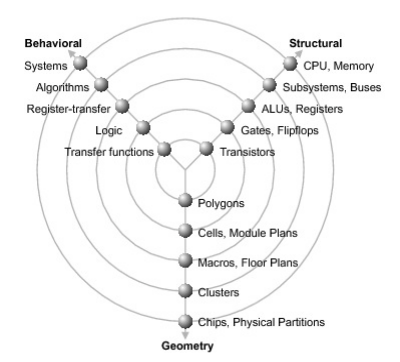 Behavioral
Structural
Systems
CPU, Memory
Algorithms
Subsystems, Buses
Register-transfer
ALUs, Registers
Logic
Gates, Flipflops
Transfer functions
Transistors
Polygons
Cells, Module Plans
Macros, Floor Plans
Clusters
Chips, Physical Partitions
Geometry